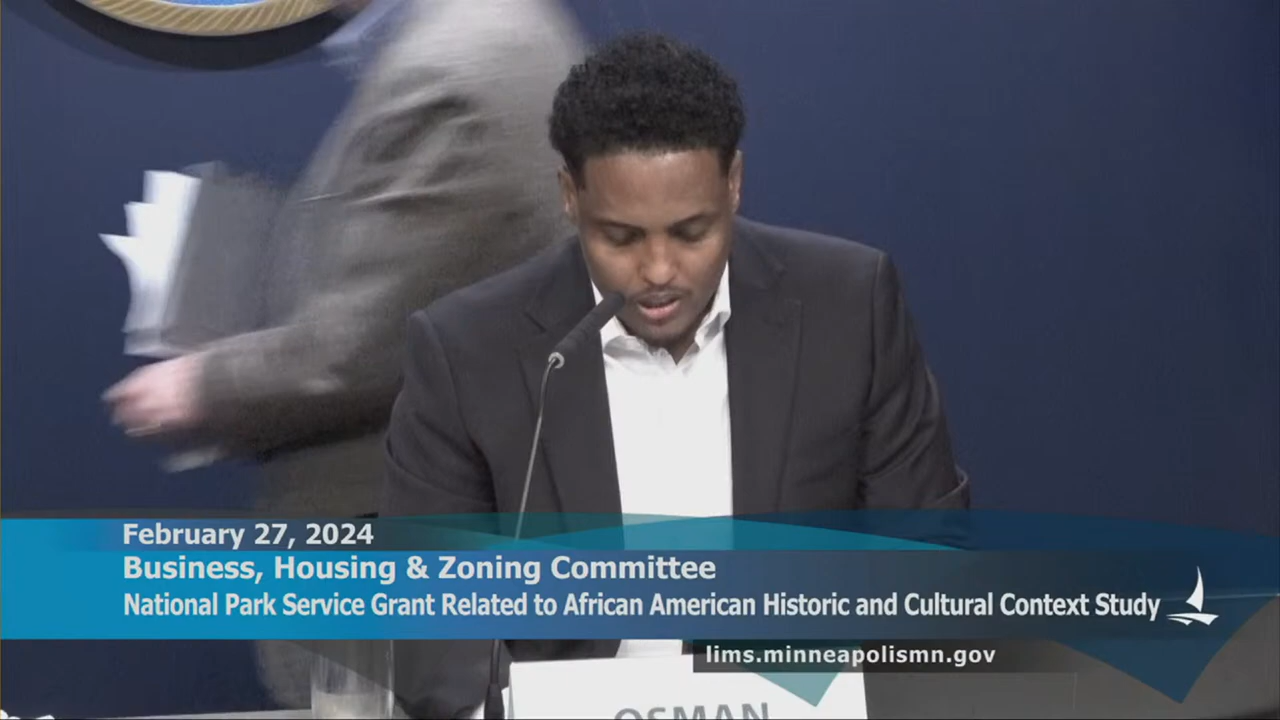 February 27, 2024
Business, Housing & Zoning Committee
National Park Service Grant Related to African American Historic and Cultural Context Study
lims.minneapolismn.gov
OSMAN